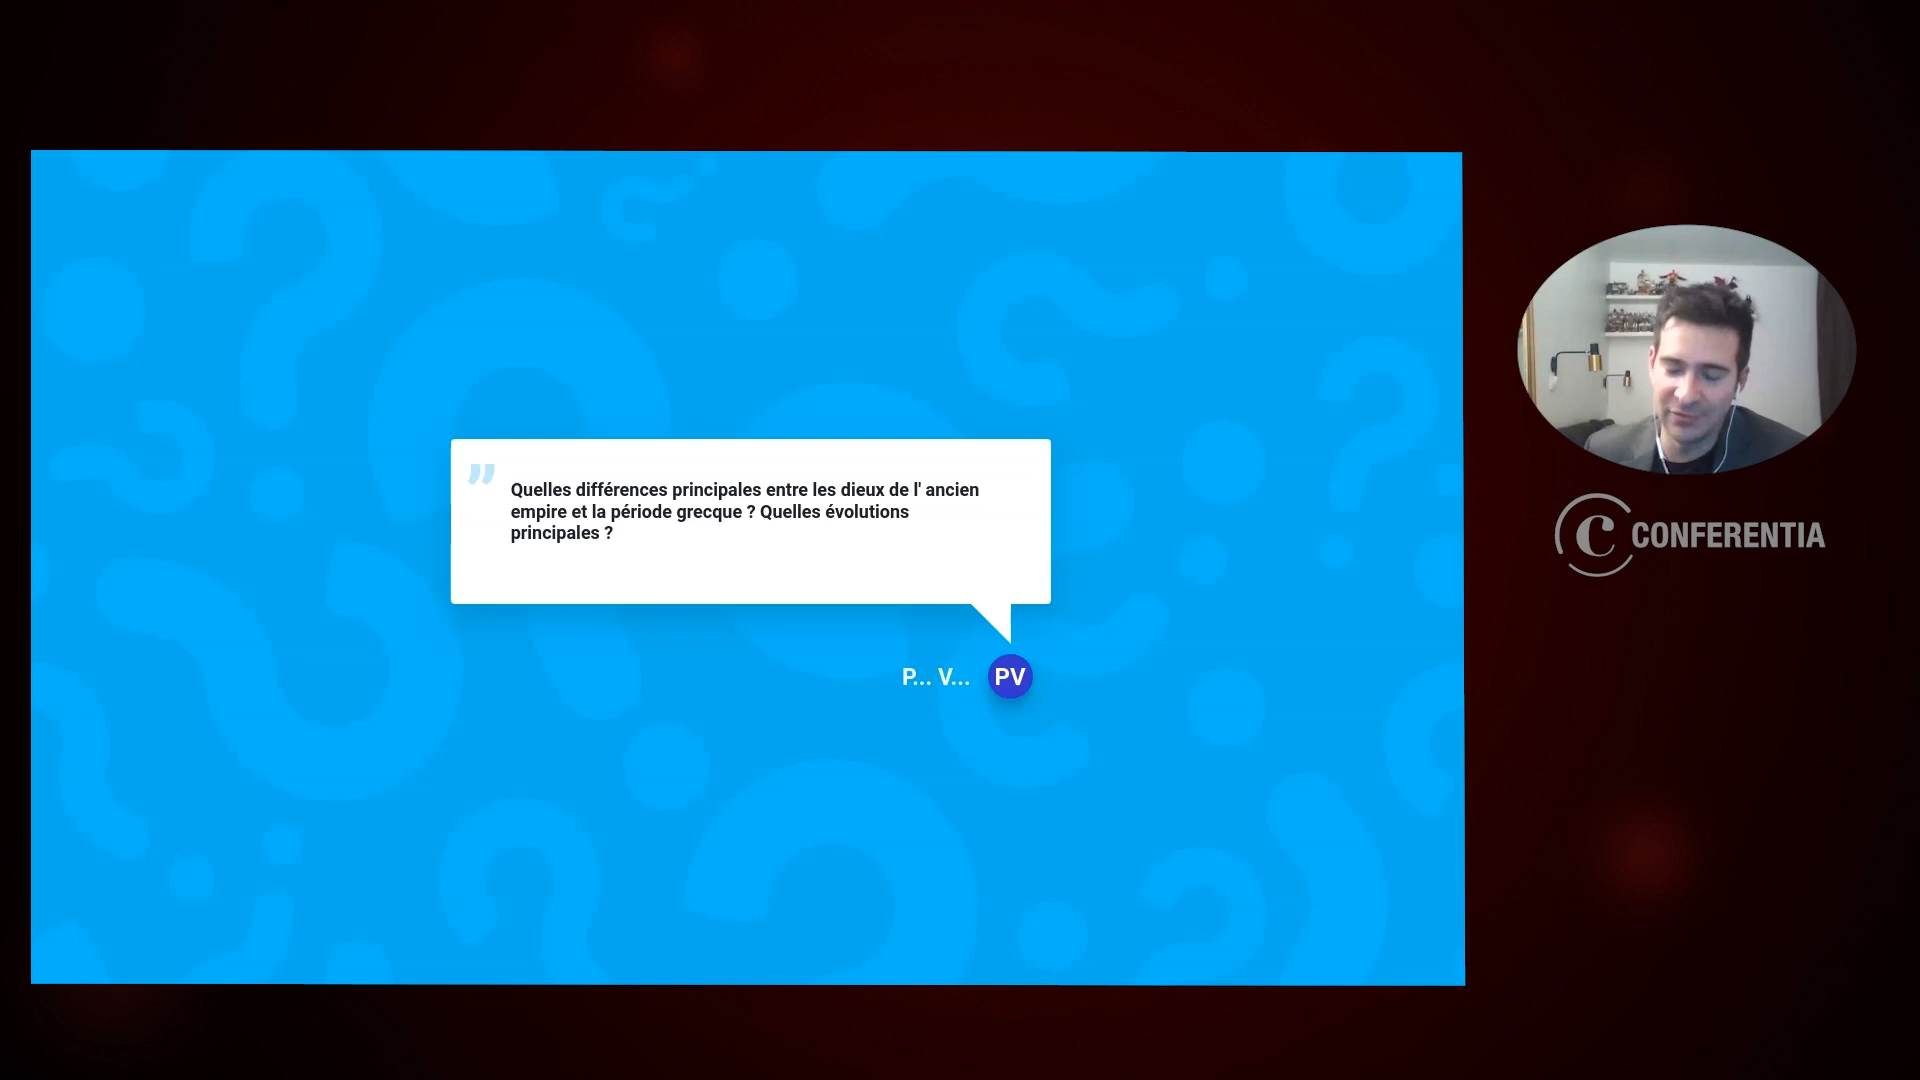 Quelles différences principales entre les dieux de l' ancien
empire et la période grecque ? Quelles évolutions
principales ?
P... V... PV
C CONFERENTIA